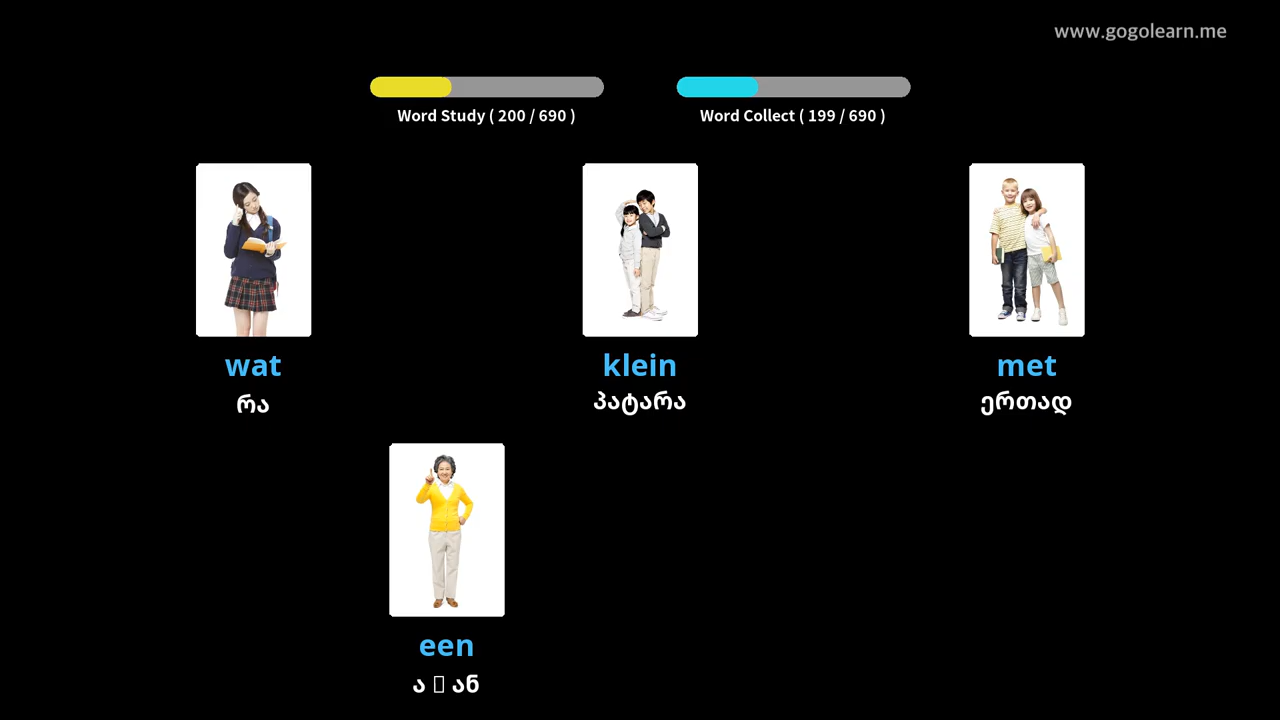 www.gogolearn.me
Word Study ( 200 / 690 )
Word Collect ( 199 / 690 )
wat
რა
klein
პატარა
met
ერთად
een
ა ▯ ან